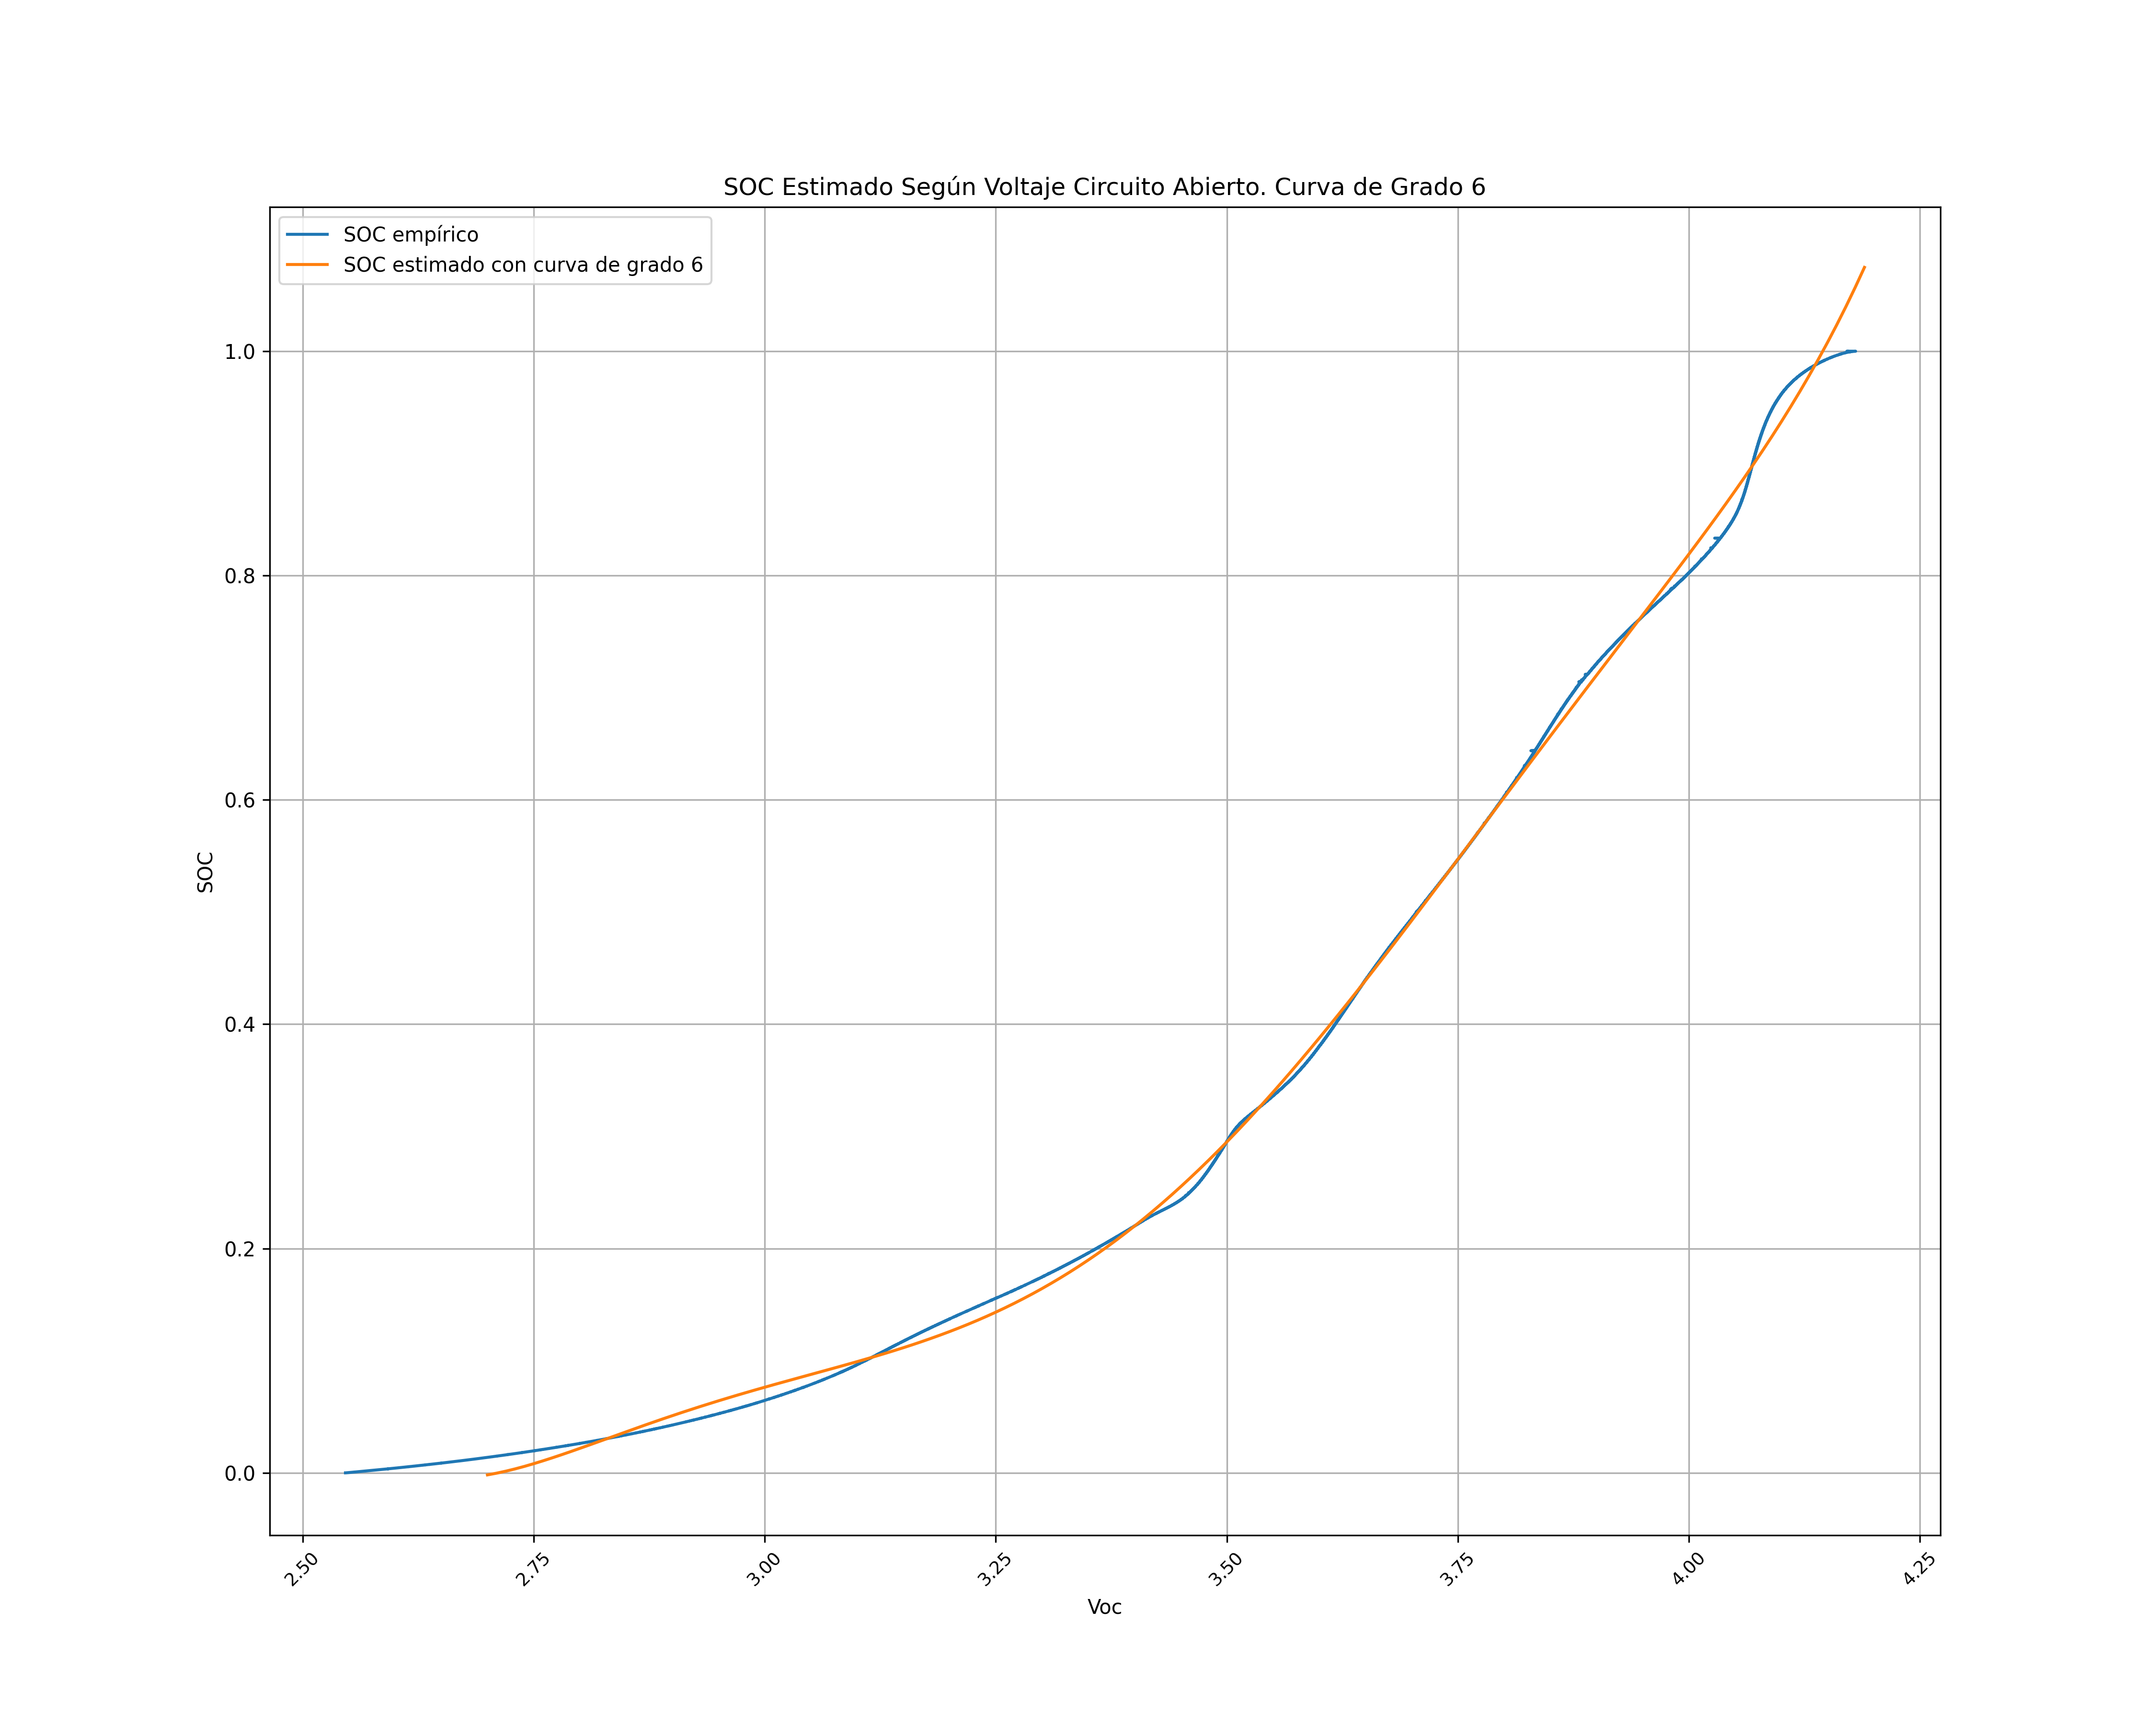 SOC Estimado Según Voltaje Circuito Abierto. Curva de Grado 6
SOC empírico
SOC estimado con curva de grado 6
1.0
0.8
0.6
0.4
0.2
0.0
SOC
2.50
2.75
3.00
3.25
3.50
3.75
4.00
4.25
Voc